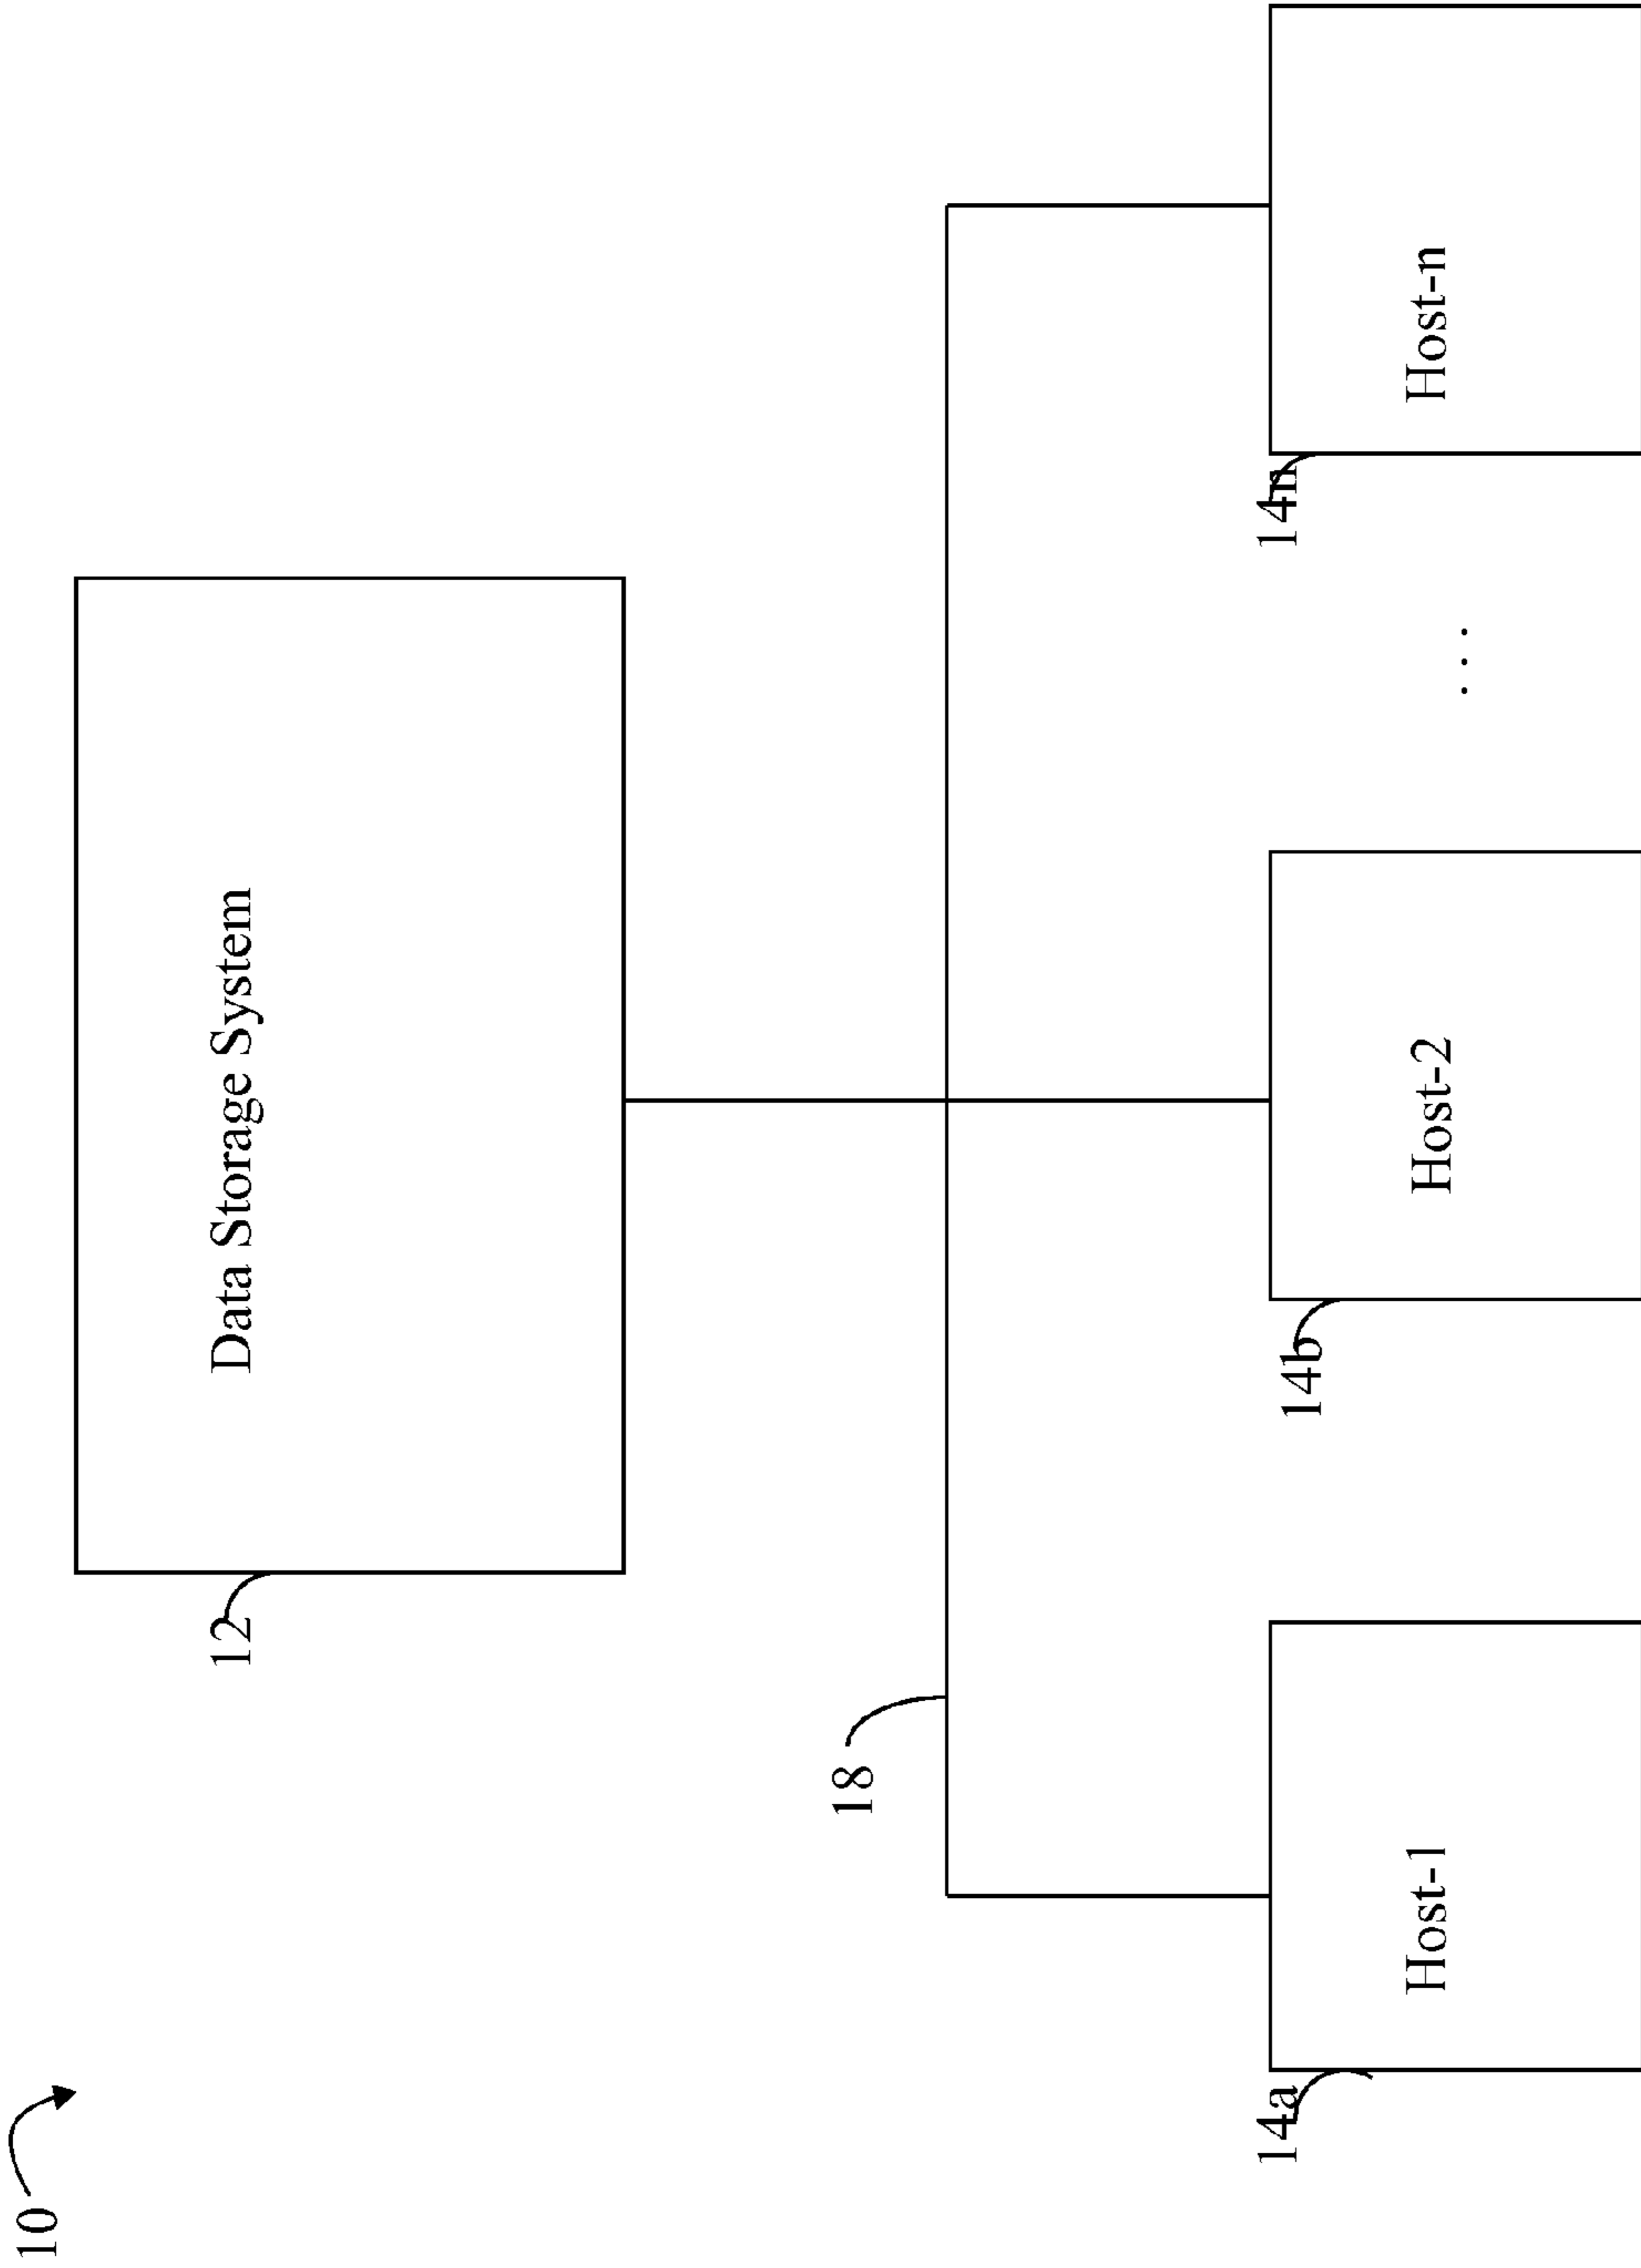 10
12
Data Storage System
18
14a
Host-1
14b
Host-2
. . .
14n
Host-n